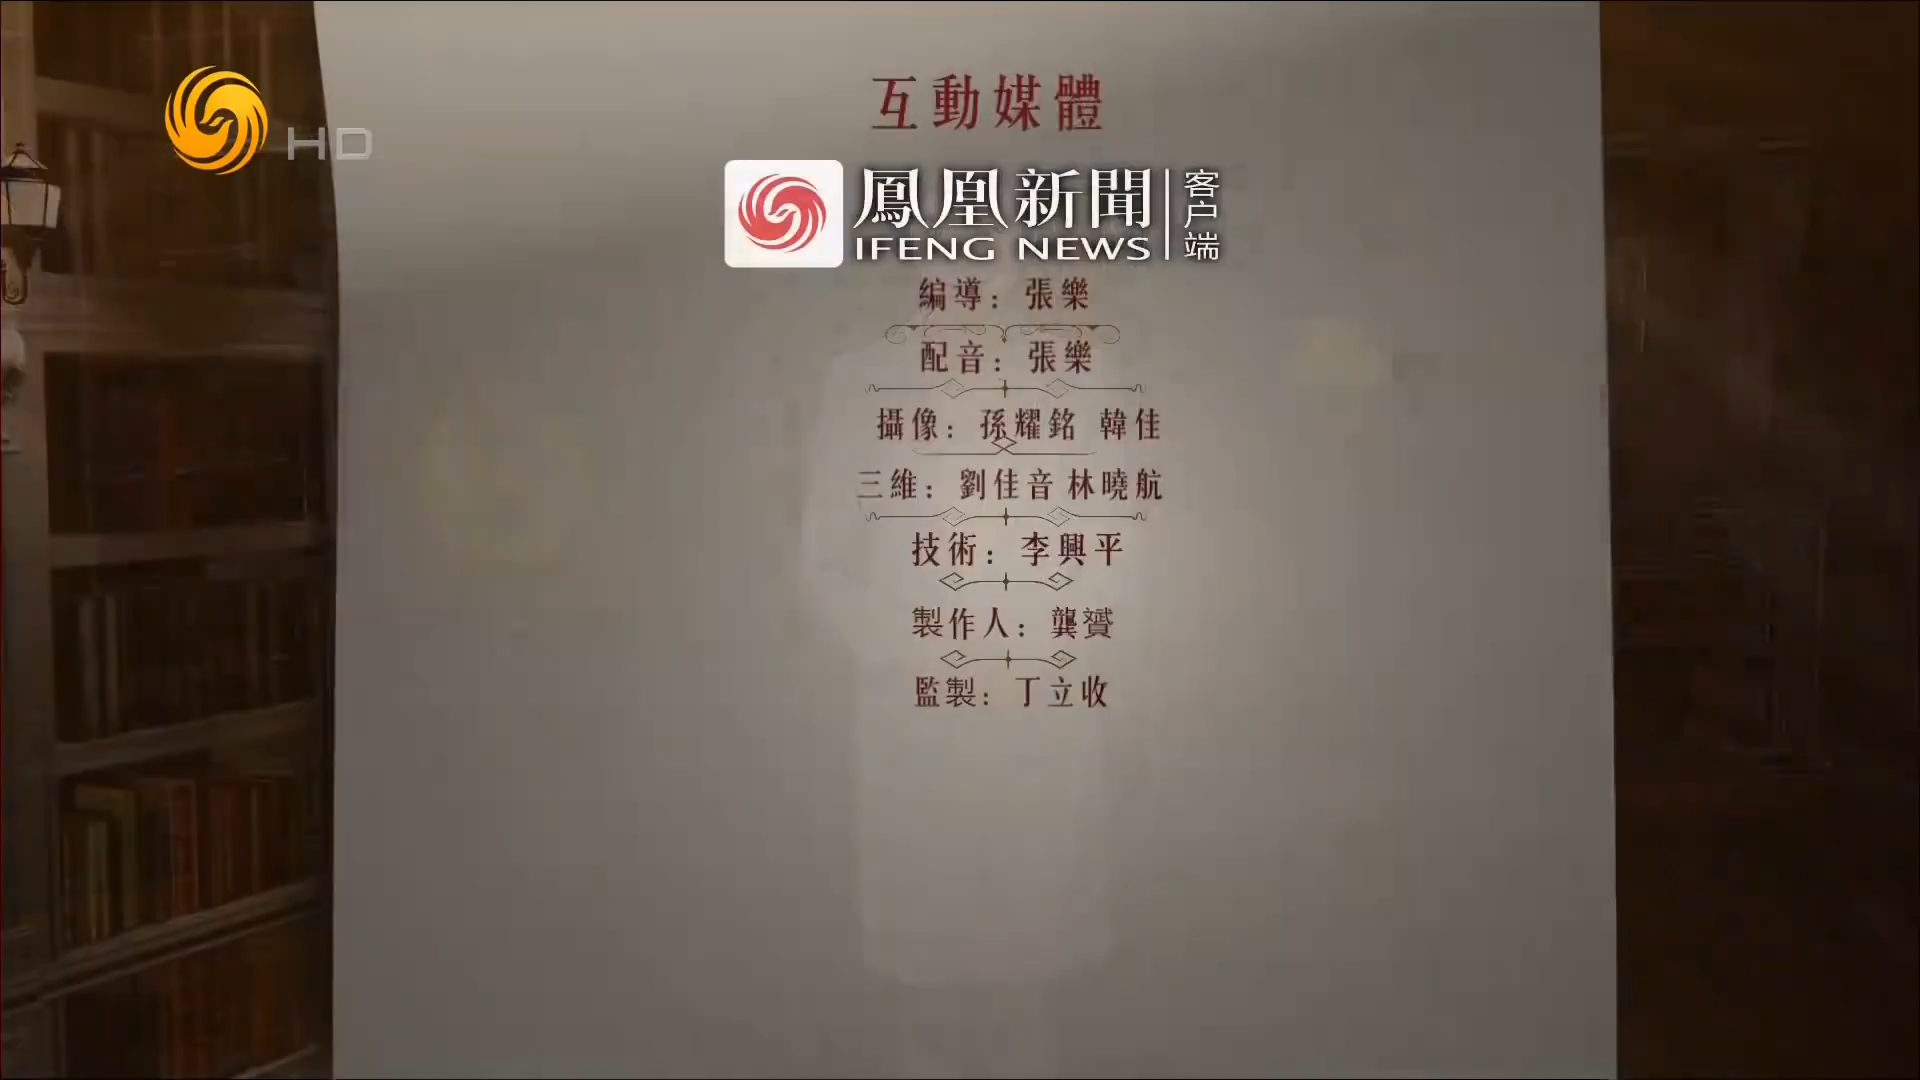 互動媒體
HD
鳳凰新聞
IFENG NEWS
客户端
編導：張樂
配音：張樂
攝像：孫耀銘 韓佳
三維：劉佳音 林曉航
技術：李興平
製作人：龔贇
監製：丁立收